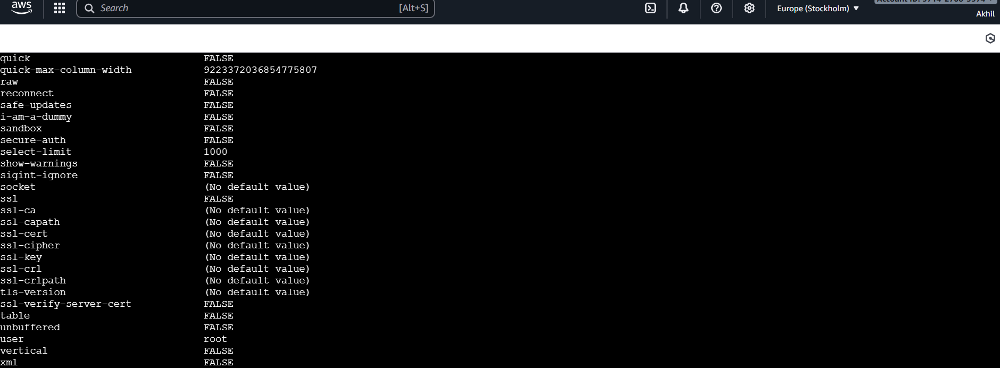 aws
Search [Alt+S] Europe (Stockholm)
Akhil
quick FALSE
quick-max-column-width 9223372036854775807
raw FALSE
reconnect FALSE
safe-updates FALSE
i-am-a-dummy FALSE
sandbox FALSE
secure-auth FALSE
select-limit 1000
show-warnings FALSE
sigint-ignore FALSE
socket (No default value)
ssl FALSE
ssl-ca (No default value)
ssl-capath (No default value)
ssl-cert (No default value)
ssl-cipher (No default value)
ssl-key (No default value)
ssl-crl (No default value)
ssl-crlpath (No default value)
tls-version (No default value)
ssl-verify-server-cert FALSE
table FALSE
unbuffered FALSE
user root
vertical FALSE
xml FALSE